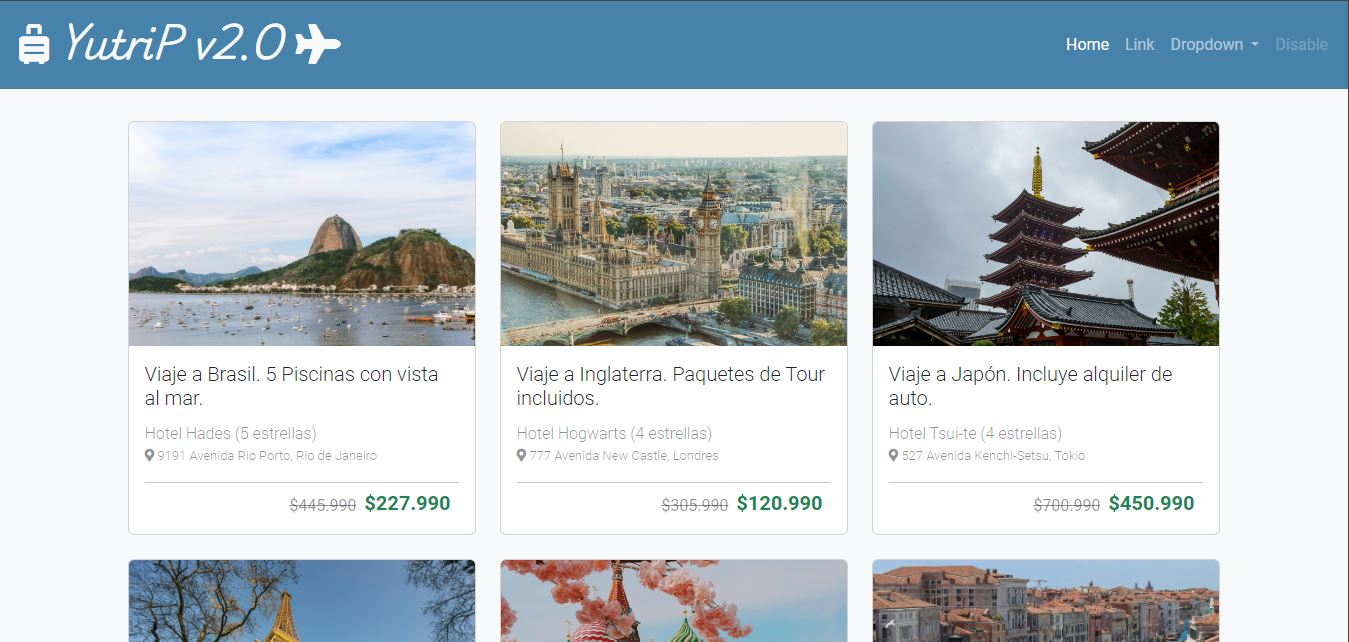 YutriP v2.0
Home Link Dropdown Disable
Viaje a Brasil. 5 Piscinas con vista
al mar.
Hotel Hades (5 estrellas)
9191 Avenida Rio Porto, Rio de Janeiro
$445.990 $227.990
Viaje a Inglaterra. Paquetes de Tour
incluidos.
Hotel Hogwarts (4 estrellas)
777 Avenida New Castle, Londres
$305.990 $120.990
Viaje a Japón. Incluye alquiler de
auto.
Hotel Tsui-te (4 estrellas)
527 Avenida Kenchi-Setsu, Tokio
$700.990 $450.990